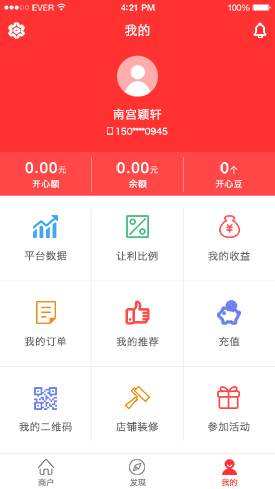 ●●●○○ EVER 4:21 PM 100%
我的
南宫颖轩
150****0945
0.00元 0.00元 0个
开心额 余额 开心豆
平台数据 让利比例 我的收益
我的订单 我的推荐 充值
我的二维码 店铺装修 参加活动
商户 发现 我的